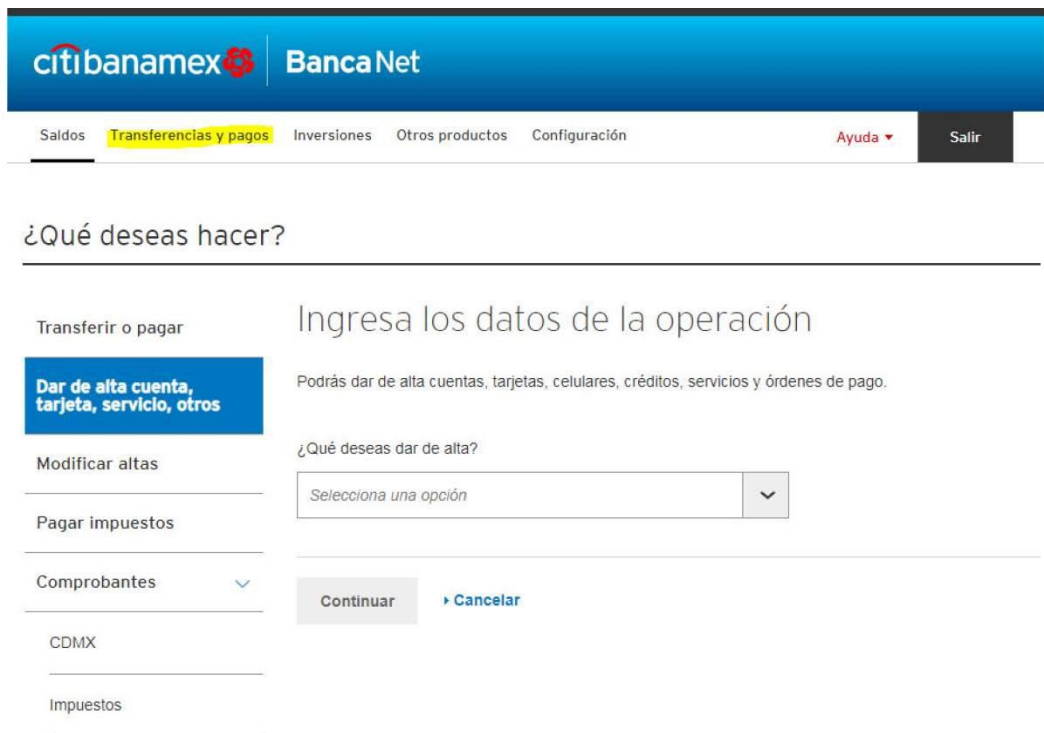 citibanamex BancaNet
Saldos Transferencias y pagos Inversiones Otros productos Configuración Ayuda Salir
¿Qué deseas hacer?
Transferir o pagar
Dar de alta cuenta,
tarjeta, servicio, otros
Modificar altas
Pagar impuestos
Comprobantes
CDMX
Impuestos
Ingresa los datos de la operación
Podrás dar de alta cuentas, tarjetas, celulares, créditos, servicios y órdenes de pago.
¿Qué deseas dar de alta?
Selecciona una opción
Continuar Cancelar